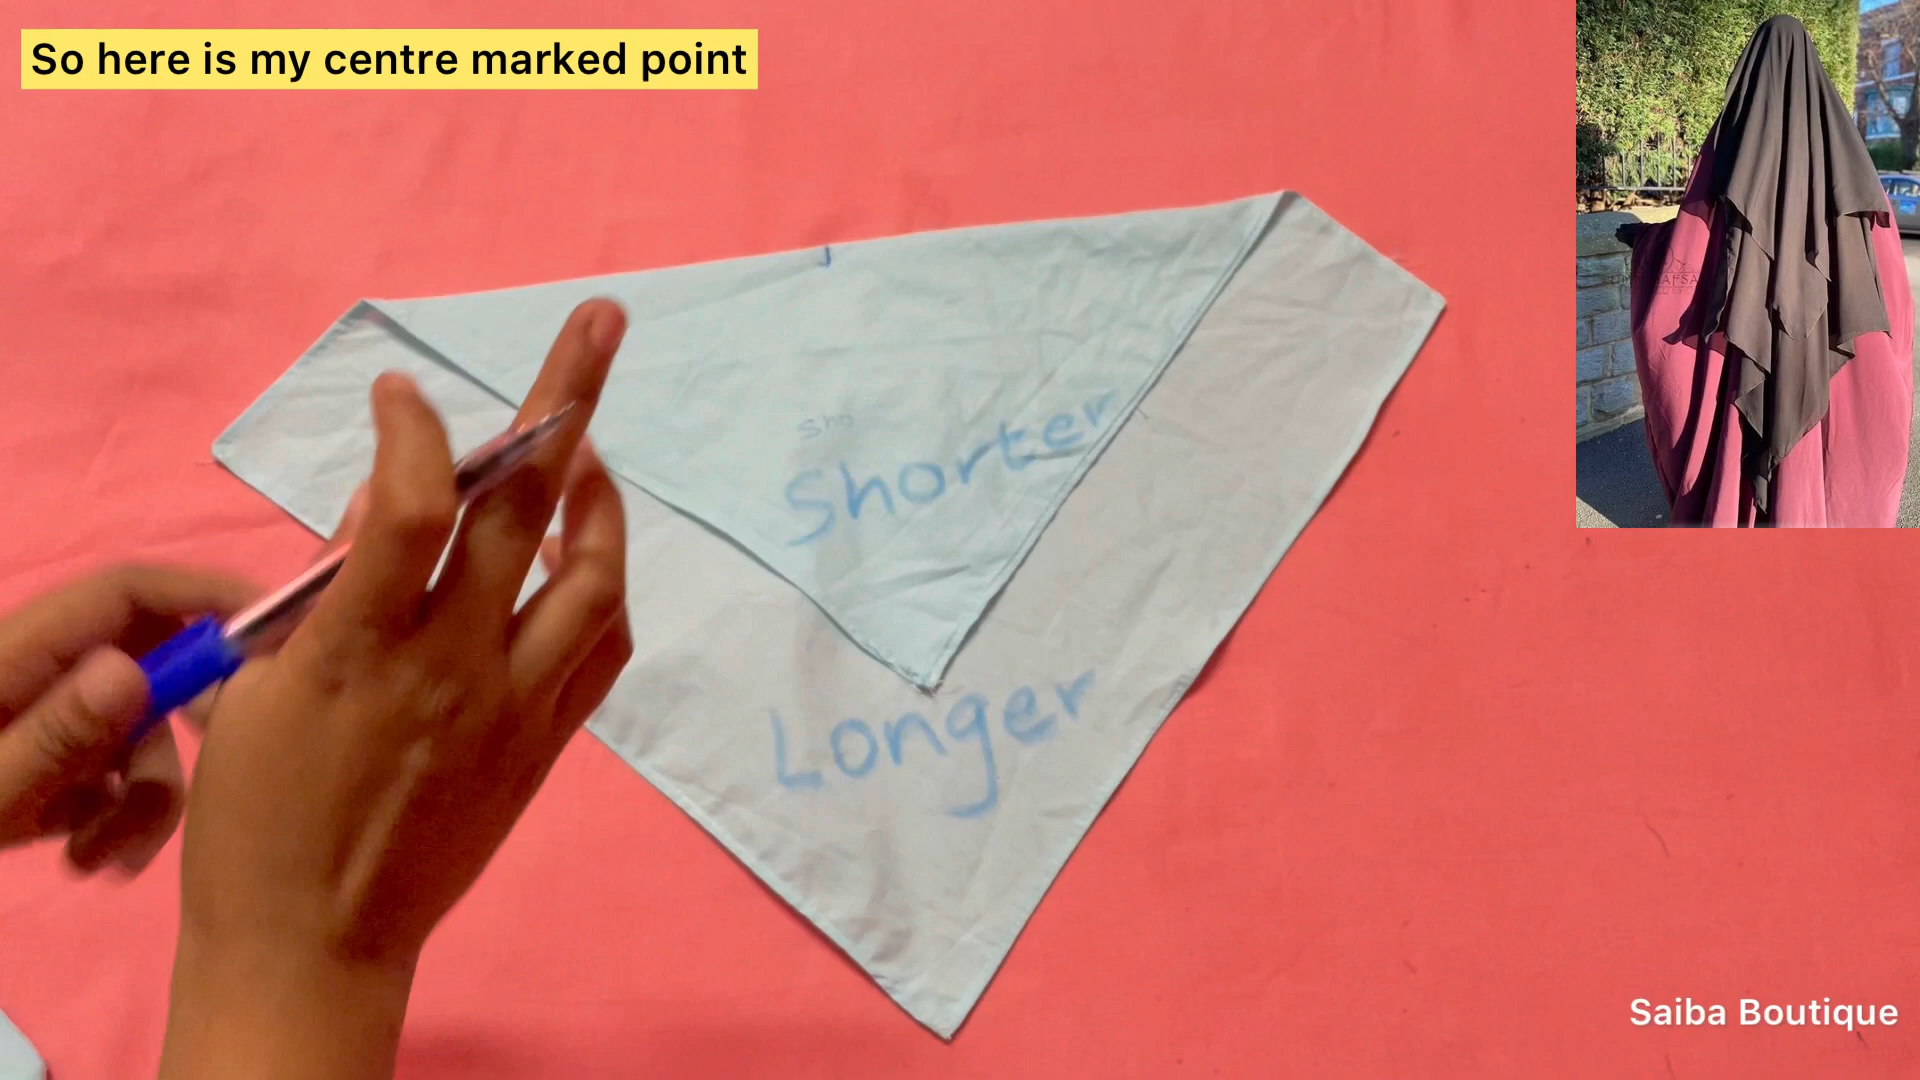 So here is my centre marked point
Shorter
Longer
Saiba Boutique